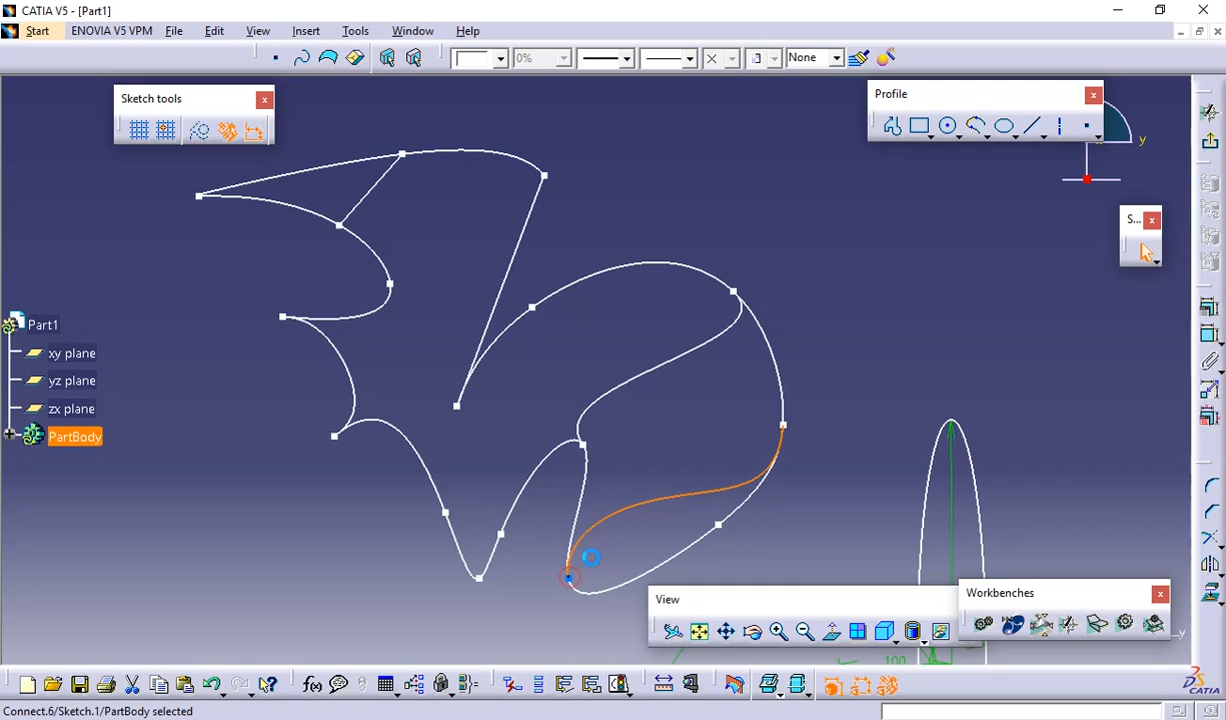 CATIA V5 - [Part1]
Start ENOVIA V5 VPM File Edit View Insert Tools Window Help
0% None
Sketch tools
Profile
y
S...
Part1
xy plane
yz plane
zx plane
PartBody
View
Workbenches
100
y
f(x)
CATIA
Connect.6/Sketch.1/PartBody selected